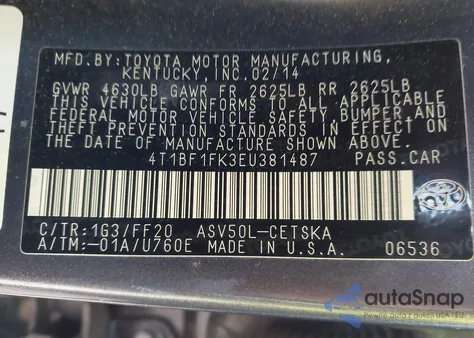 MFD.BY:TOYOTA MOTOR MANUFACTURING,
KENTUCKY, INC.02/14
GVWR 4630LB GAWR FR 2625LB RR 2625LB
THIS VEHICLE CONFORMS TO ALL APPLICABLE
FEDERAL MOTOR VEHICLE SAFETY, BUMPER, AND
THEFT PREVENTION STANDARDS IN EFFECT ON
THE DATE OF MANUFACTURE SHOWN ABOVE.
4T1BF1FK3EU381487 PASS.CAR
C/TR:1G3/FF20 ASV50L-CETSKA
A/TM:-01A/U760E MADE IN U.S.A. 06536
autoSnap